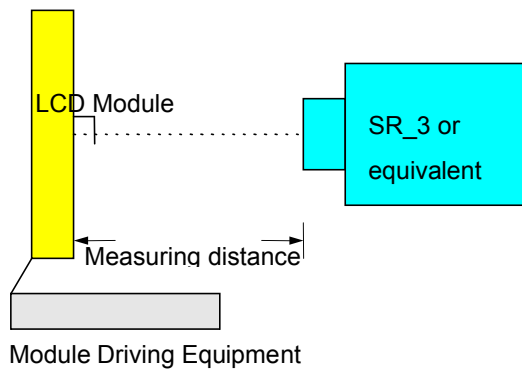 LCD Module
SR_3 or
equivalent
Measuring distance
Module Driving Equipment